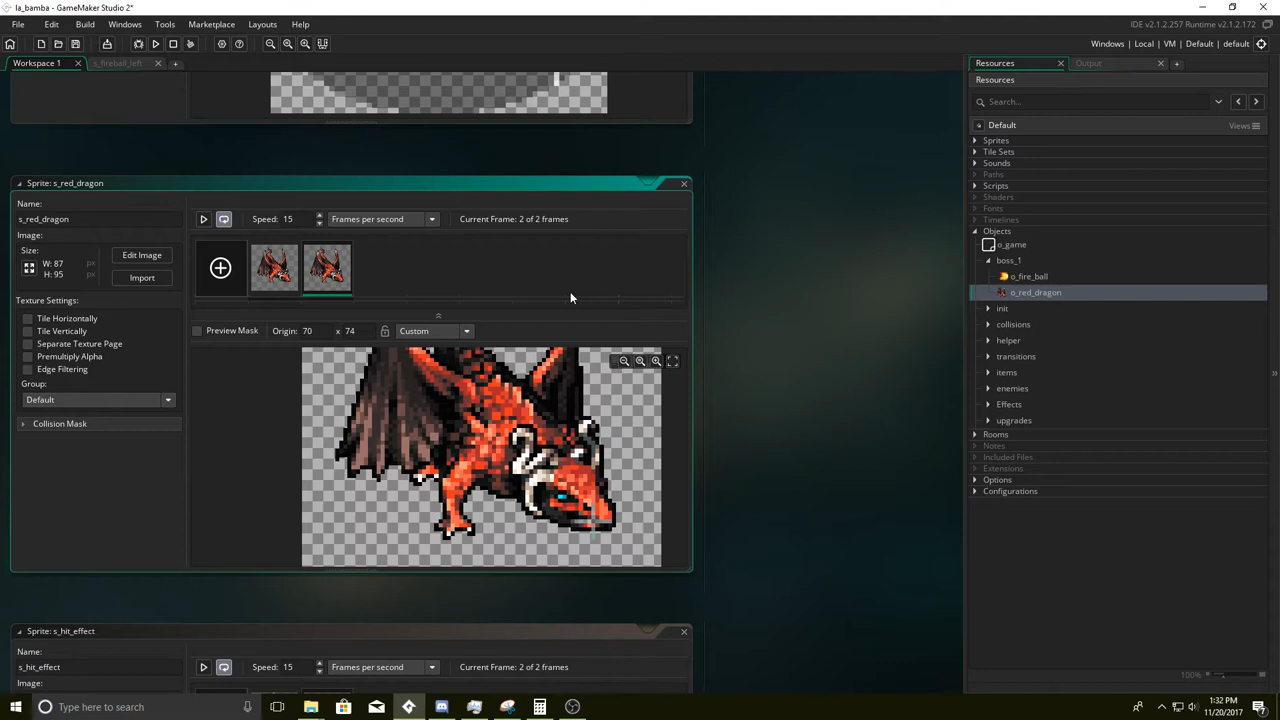 la_bamba - GameMaker Studio 2*
File Edit Build Windows Tools Marketplace Layouts Help
IDE v2.1.2.257 Runtime v2.1.2.172
Windows | Local | VM | Default | default
Workspace 1
s_fireball_left
Resources
Output
Resources
Search...
Default
Views
Sprites
Tile Sets
Sounds
Paths
Scripts
Shaders
Fonts
Timelines
Objects
o_game
boss_1
o_fire_ball
o_red_dragon
init
collisions
helper
transitions
items
enemies
Effects
upgrades
Rooms
Notes
Included Files
Extensions
Options
Configurations
Sprite: s_red_dragon
Name:
s_red_dragon
Speed: 15 Frames per second Current Frame: 2 of 2 frames
Image:
Size:
W: 87 px
H: 95 px
Edit Image
Import
Texture Settings:
Tile Horizontally
Tile Vertically
Separate Texture Page
Premultiply Alpha
Edge Filtering
Group:
Default
Collision Mask
Preview Mask Origin: 70 x 74 Custom
Sprite: s_hit_effect
Name:
s_hit_effect
Speed: 15 Frames per second Current Frame: 2 of 2 frames
Image:
100%
Type here to search
1:32 PM
11/20/2017